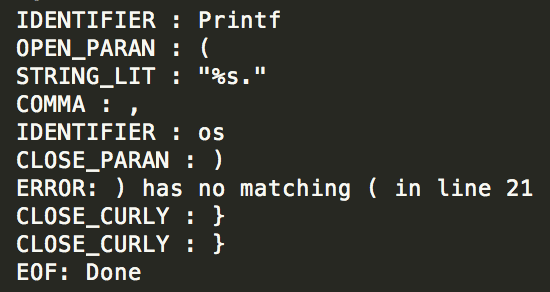 IDENTIFIER : Printf
OPEN_PARAN : (
STRING_LIT : "%s."
COMMA : ,
IDENTIFIER : os
CLOSE_PARAN : )
ERROR: ) has no matching ( in line 21
CLOSE_CURLY : }
CLOSE_CURLY : }
EOF: Done